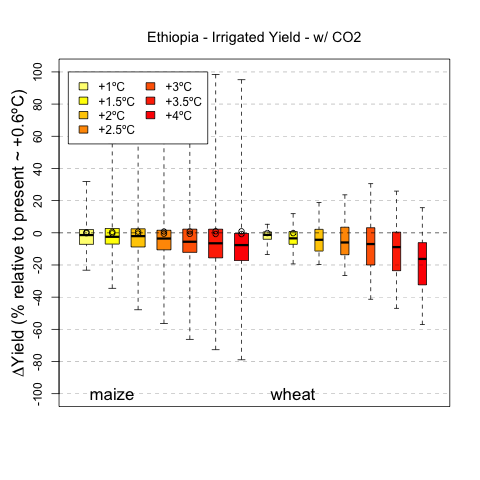 Ethiopia - Irrigated Yield - w/ CO2
ΔYield (% relative to present ~ +0.6ºC)
100
80
60
40
20
0
-20
-40
-60
-80
-100
+1ºC
+1.5ºC
+2ºC
+2.5ºC
+3ºC
+3.5ºC
+4ºC
maize
wheat